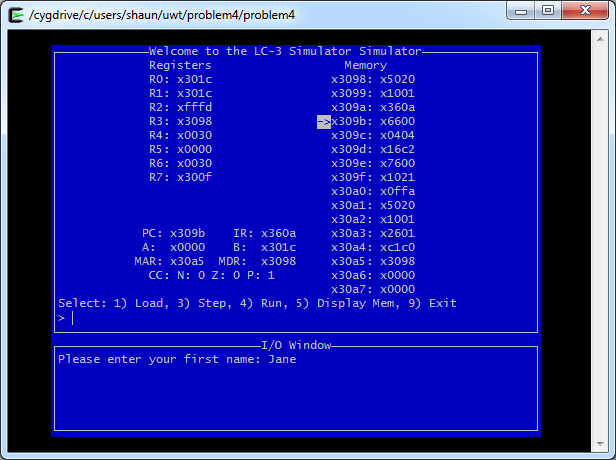 /cygdrive/c/users/shaun/uwt/problem4/problem4
Welcome to the LC-3 Simulator Simulator
Registers Memory
R0: x301c x3098: x5020
R1: x301c x3099: x1001
R2: xfffd x309a: x360a
R3: x3098 ->x309b: x6600
R4: x0030 x309c: x0404
R5: x0000 x309d: x16c2
R6: x0030 x309e: x7600
R7: x300f x309f: x1021
x30a0: x0ffa
x30a1: x5020
x30a2: x1001
PC: x309b IR: x360a x30a3: x2601
A: x0000 B: x301c x30a4: xc1c0
MAR: x30a5 MDR: x3098 x30a5: x3098
CC: N: 0 Z: 0 P: 1 x30a6: x0000
x30a7: x0000
Select: 1) Load, 3) Step, 4) Run, 5) Display Mem, 9) Exit
>
I/O Window
Please enter your first name: Jane